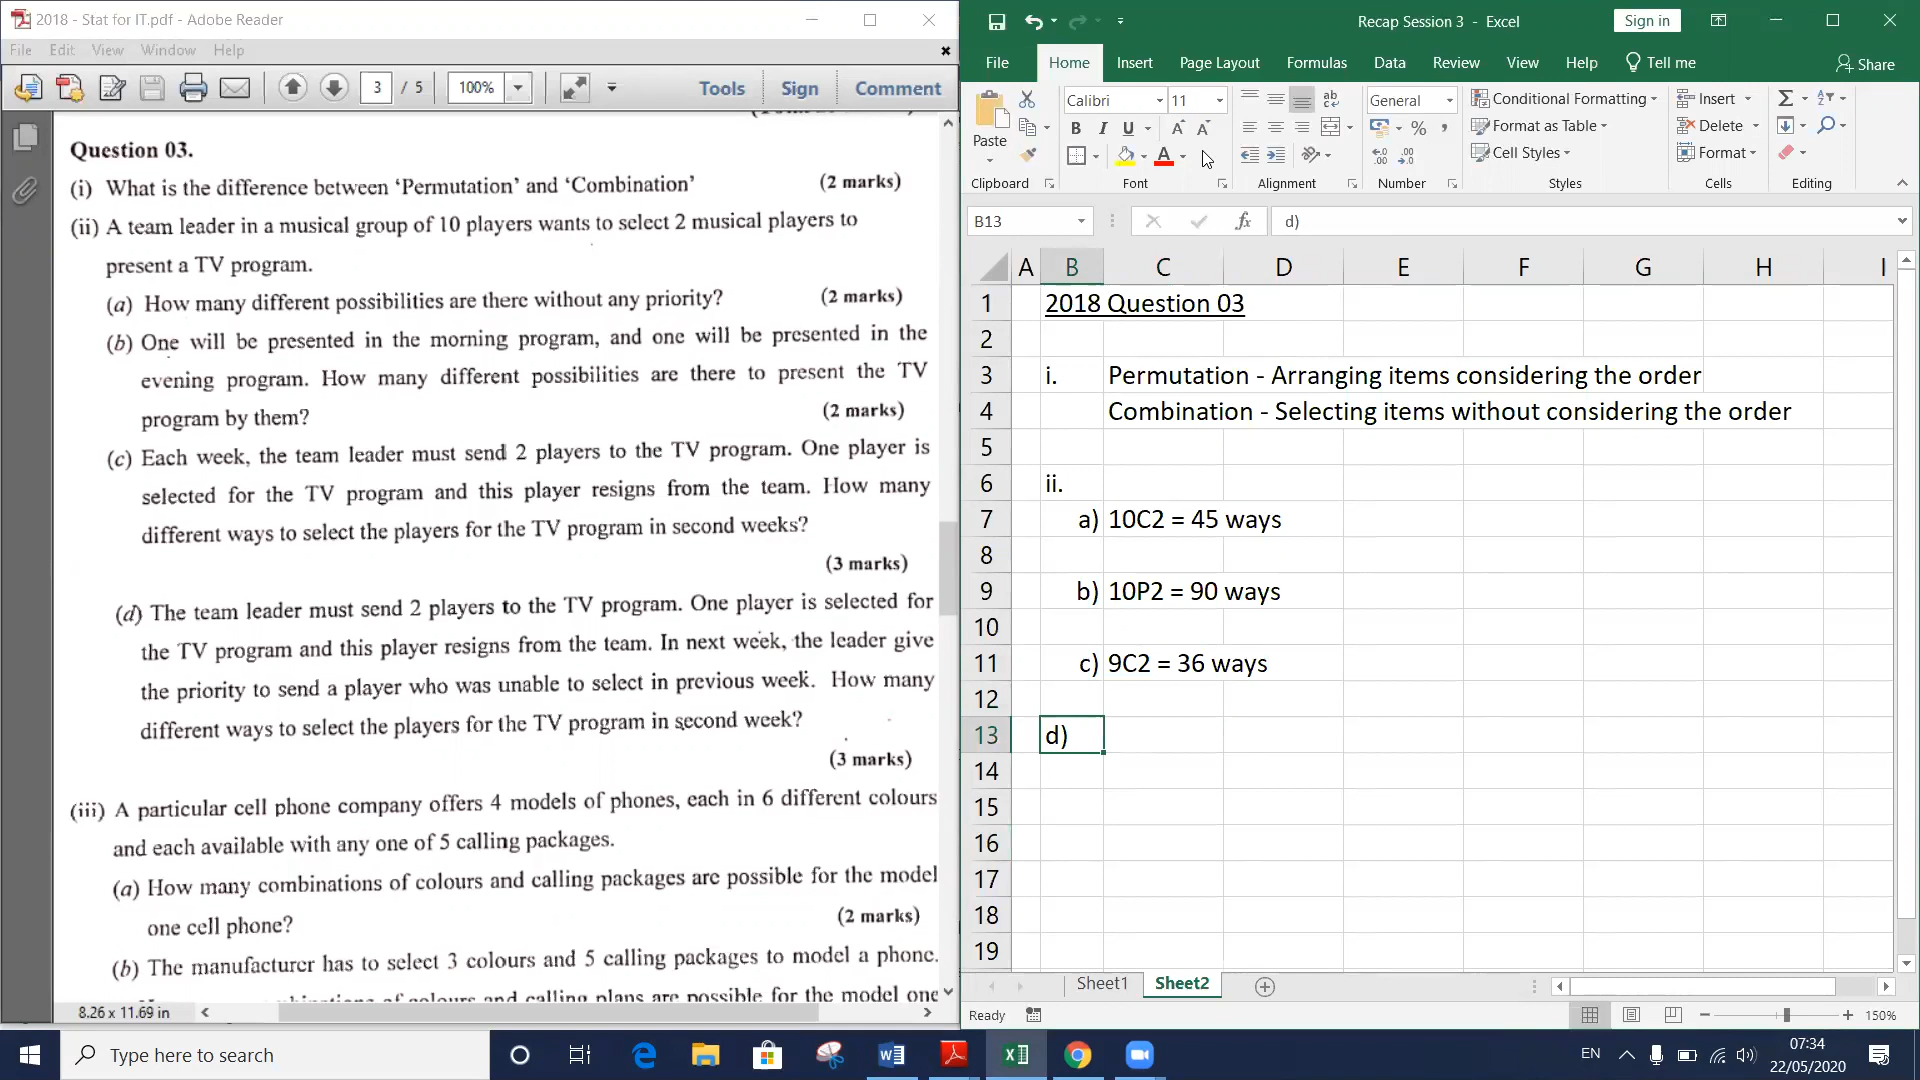 2018 - Stat for IT.pdf - Adobe Reader
File Edit View Window Help
3 / 5 100% Tools Sign Comment
Question 03.
(i) What is the difference between ‘Permutation’ and ‘Combination’ (2 marks)
(ii) A team leader in a musical group of 10 players wants to select 2 musical players to
present a TV program.
(a) How many different possibilities are there without any priority? (2 marks)
(b) One will be presented in the morning program, and one will be presented in the
evening program. How many different possibilities are there to present the TV
program by them? (2 marks)
(c) Each week, the team leader must send 2 players to the TV program. One player is
selected for the TV program and this player resigns from the team. How many
different ways to select the players for the TV program in second weeks?
(3 marks)
(d) The team leader must send 2 players to the TV program. One player is selected for
the TV program and this player resigns from the team. In next week, the leader give
the priority to send a player who was unable to select in previous week. How many
different ways to select the players for the TV program in second week?
(3 marks)
(iii) A particular cell phone company offers 4 models of phones, each in 6 different colours
and each available with any one of 5 calling packages.
(a) How many combinations of colours and calling packages are possible for the model
one cell phone? (2 marks)
(b) The manufacturer has to select 3 colours and 5 calling packages to model a phone.
combinations of colours and calling plans are possible for the model one
8.26 x 11.69 in
Recap Session 3 - Excel Sign in
File Home Insert Page Layout Formulas Data Review View Help Tell me Share
Paste Calibri 11 General Conditional Formatting Insert
B I U Format as Table Delete
Cell Styles Format
Clipboard Font Alignment Number Styles Cells Editing
B13 fx d)
A B C D E F G H I
1 2018 Question 03
2
3 i. Permutation - Arranging items considering the order
4 Combination - Selecting items without considering the order
5
6 ii.
7 a) 10C2 = 45 ways
8
9 b) 10P2 = 90 ways
10
11 c) 9C2 = 36 ways
12
13 d)
14
15
16
17
18
19
Sheet1 Sheet2
Ready 150%
Type here to search EN 07:34
22/05/2020